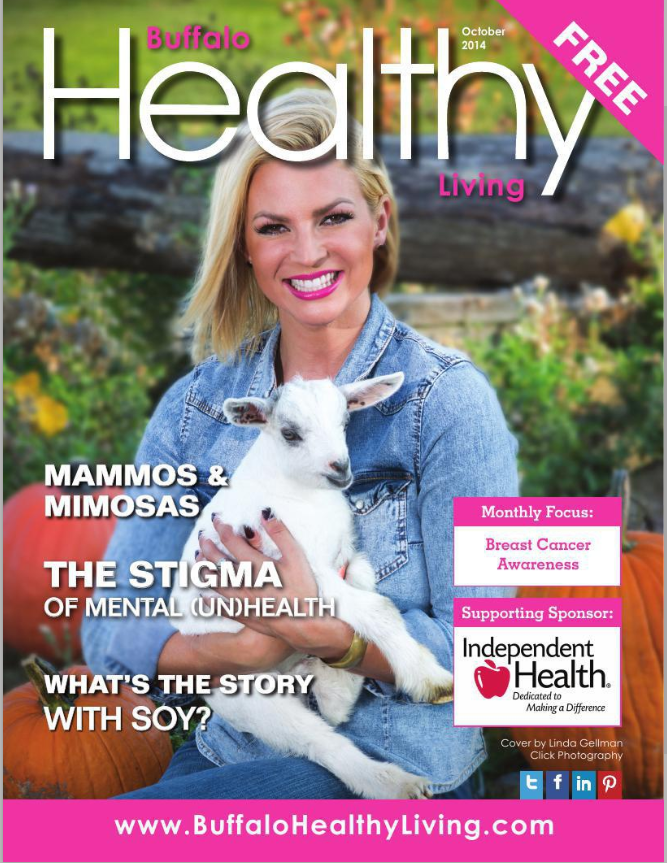 Buffalo
Healthy
Living
October
2014
FREE
MAMMOS &
MIMOSAS
THE STIGMA
OF MENTAL (UN)HEALTH
WHAT'S THE STORY
WITH SOY?
Monthly Focus:
Breast Cancer
Awareness
Supporting Sponsor:
Independent
Health®
Dedicated to
Making a Difference
Cover by Linda Gellman
Click Photography
t f in p
www.BuffaloHealthyLiving.com